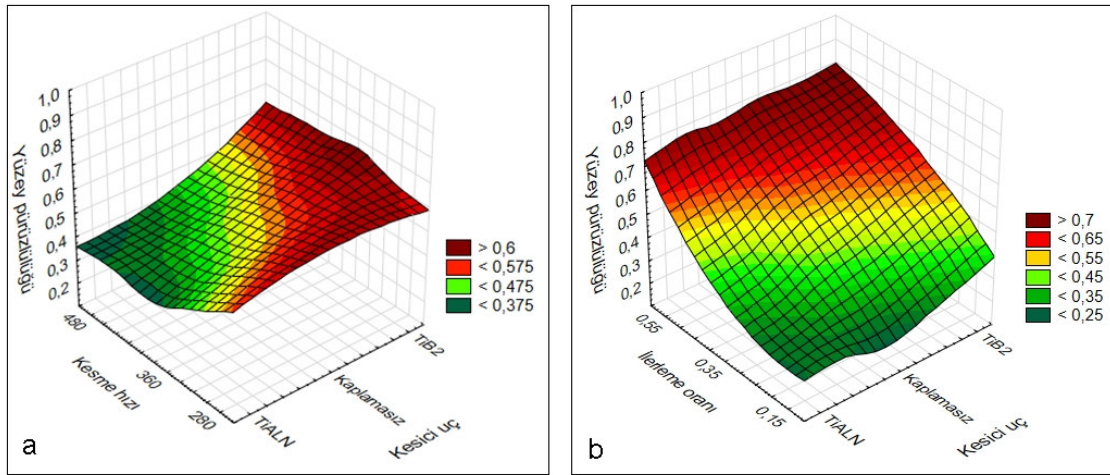 1,0
0,9
0,8
0,7
0,6
0,5
0,4
0,3
0,2
Yüzey pürüzlülüğü
480
360
280
Kesme hızı
TiALN
Kaplamasız
TiB2
Kesici uç
> 0,6
< 0,575
< 0,475
< 0,375
a
1,0
0,9
0,8
0,7
0,6
0,5
0,4
0,3
0,2
Yüzey pürüzlülüğü
0,55
0,35
0,15
İlerleme oranı
TiALN
Kaplamasız
TiB2
Kesici uç
> 0,7
< 0,65
< 0,55
< 0,45
< 0,35
< 0,25
b